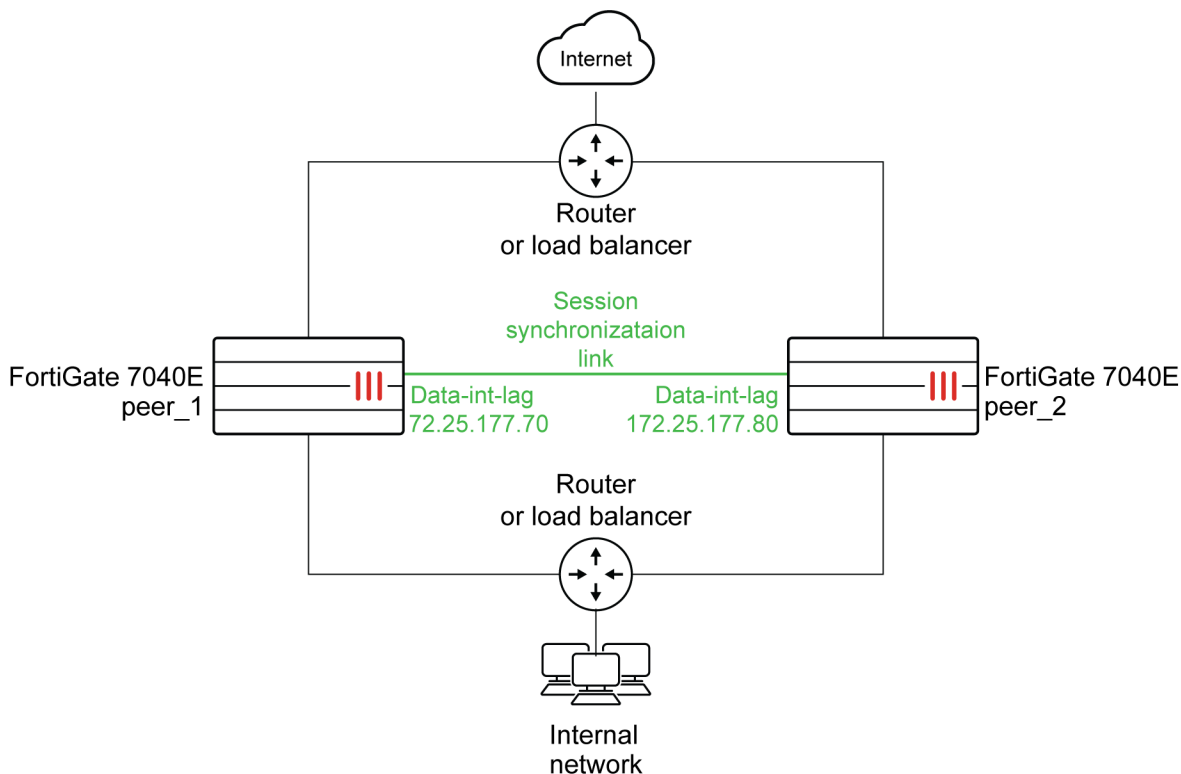 Internet
Router
or load balancer
Session
synchronizataion
link
FortiGate 7040E
peer_1
Data-int-lag
72.25.177.70
Data-int-lag
172.25.177.80
FortiGate 7040E
peer_2
Router
or load balancer
Internal
network